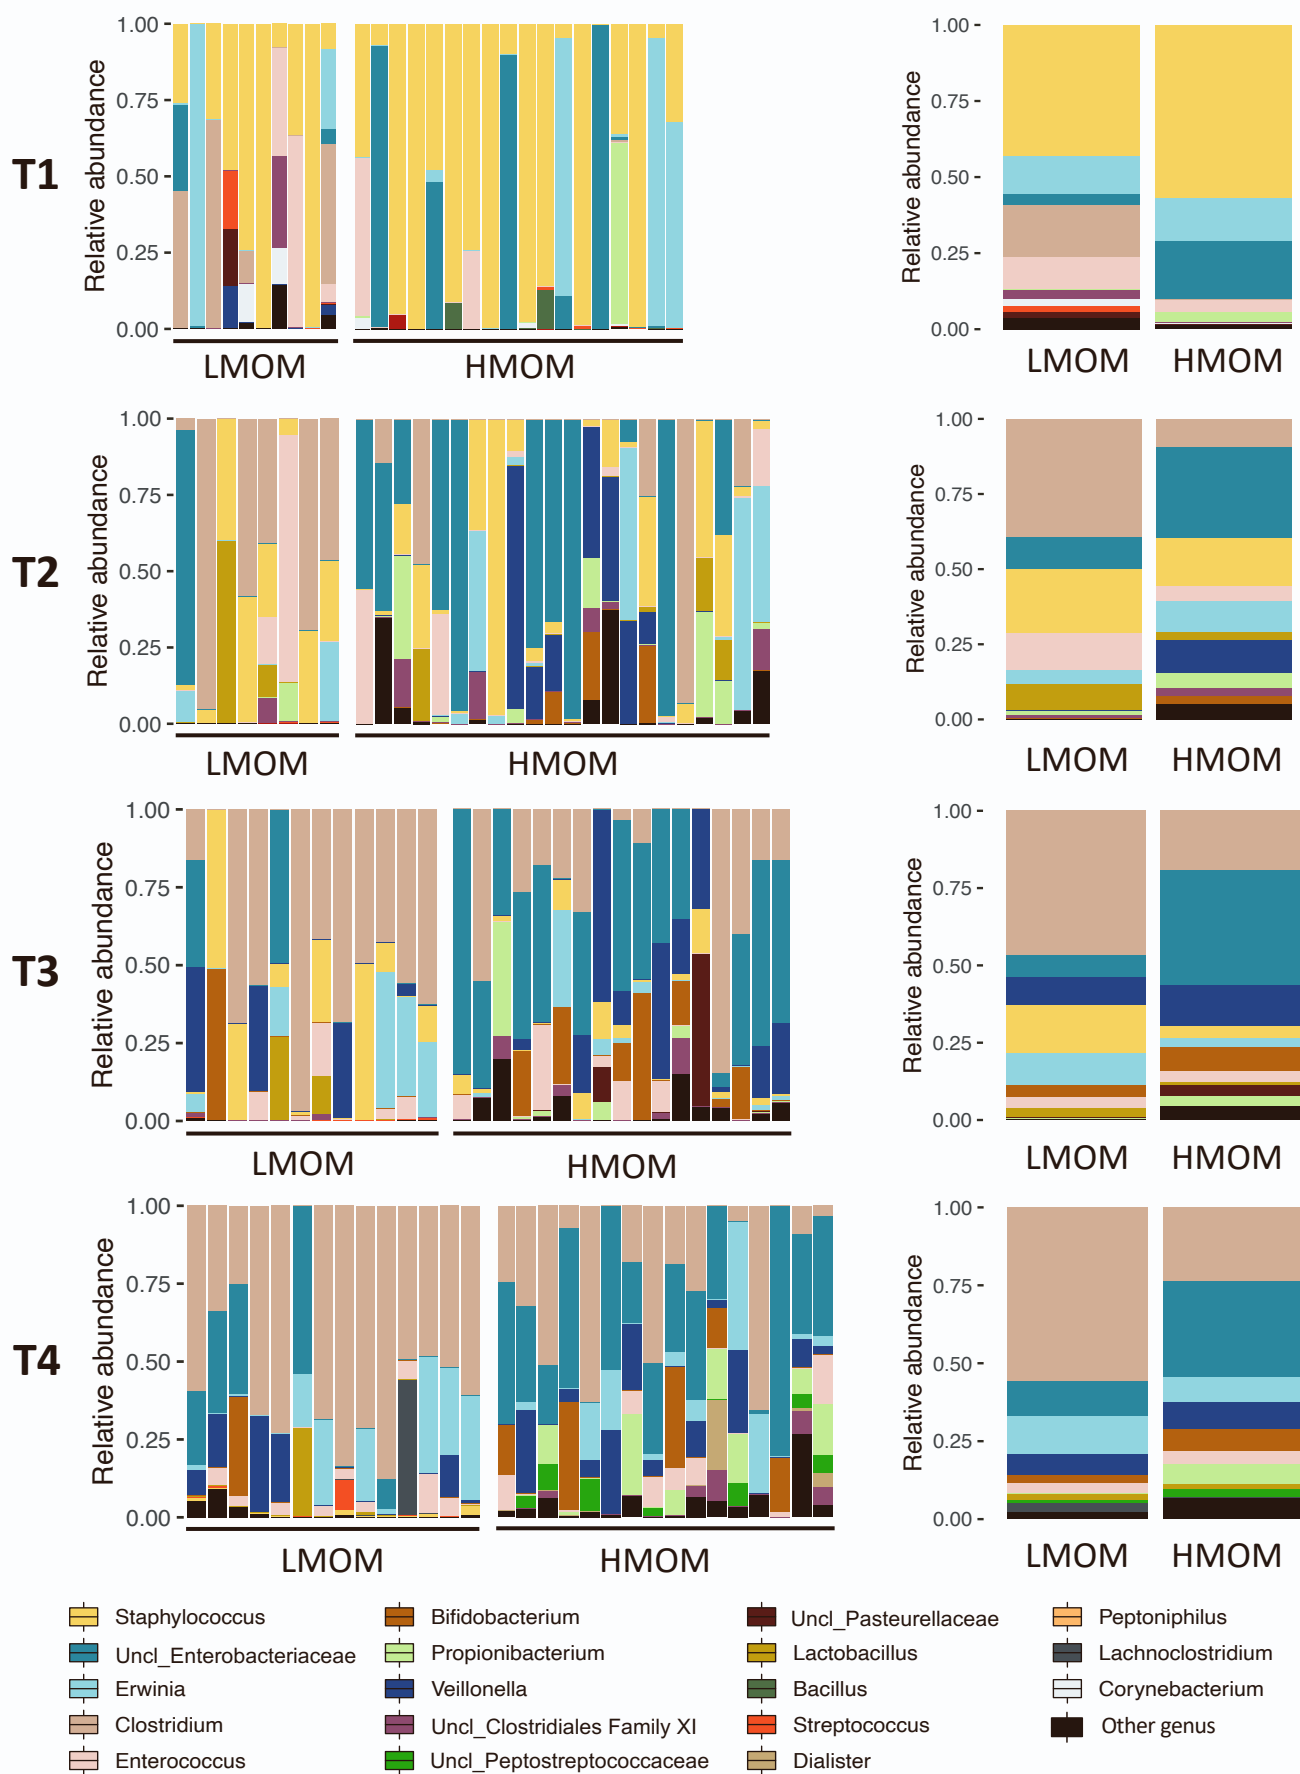 1.00
0.75
0.50
0.25
0.00
Relative abundance
T1
LMOM
HMOM
1.00
0.75
0.50
0.25
0.00
Relative abundance
LMOM
HMOM
1.00
0.75
0.50
0.25
0.00
Relative abundance
T2
LMOM
HMOM
1.00
0.75
0.50
0.25
0.00
Relative abundance
LMOM
HMOM
1.00
0.75
0.50
0.25
0.00
Relative abundance
T3
LMOM
HMOM
1.00
0.75
0.50
0.25
0.00
Relative abundance
LMOM
HMOM
1.00
0.75
0.50
0.25
0.00
Relative abundance
T4
LMOM
HMOM
1.00
0.75
0.50
0.25
0.00
Relative abundance
LMOM
HMOM
Staphylococcus
Uncl_Enterobacteriaceae
Erwinia
Clostridium
Enterococcus
Bifidobacterium
Propionibacterium
Veillonella
Uncl_Clostridiales Family XI
Uncl_Peptostreptococcaceae
Uncl_Pasteurellaceae
Lactobacillus
Bacillus
Streptococcus
Dialister
Peptoniphilus
Lachnoclostridium
Corynebacterium
Other genus